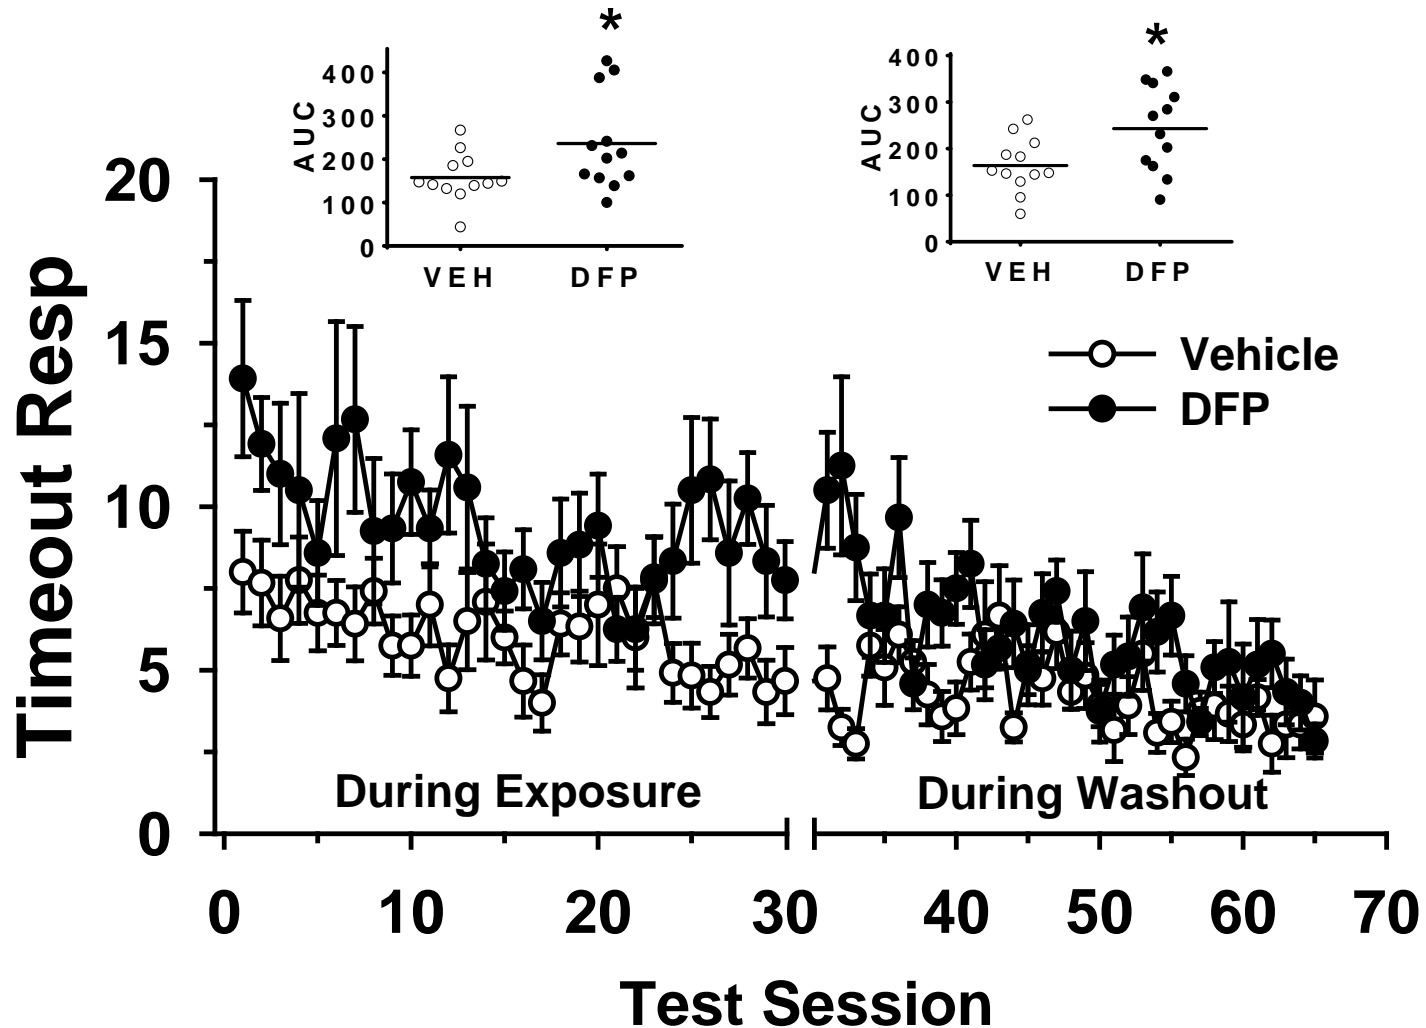 *
*
400
300
200
100
0
AUC
VEH DFP
400
300
200
100
0
AUC
VEH DFP
20
15
10
5
0
Timeout Resp
Vehicle
DFP
During Exposure
During Washout
0 10 20 30 40 50 60 70
Test Session